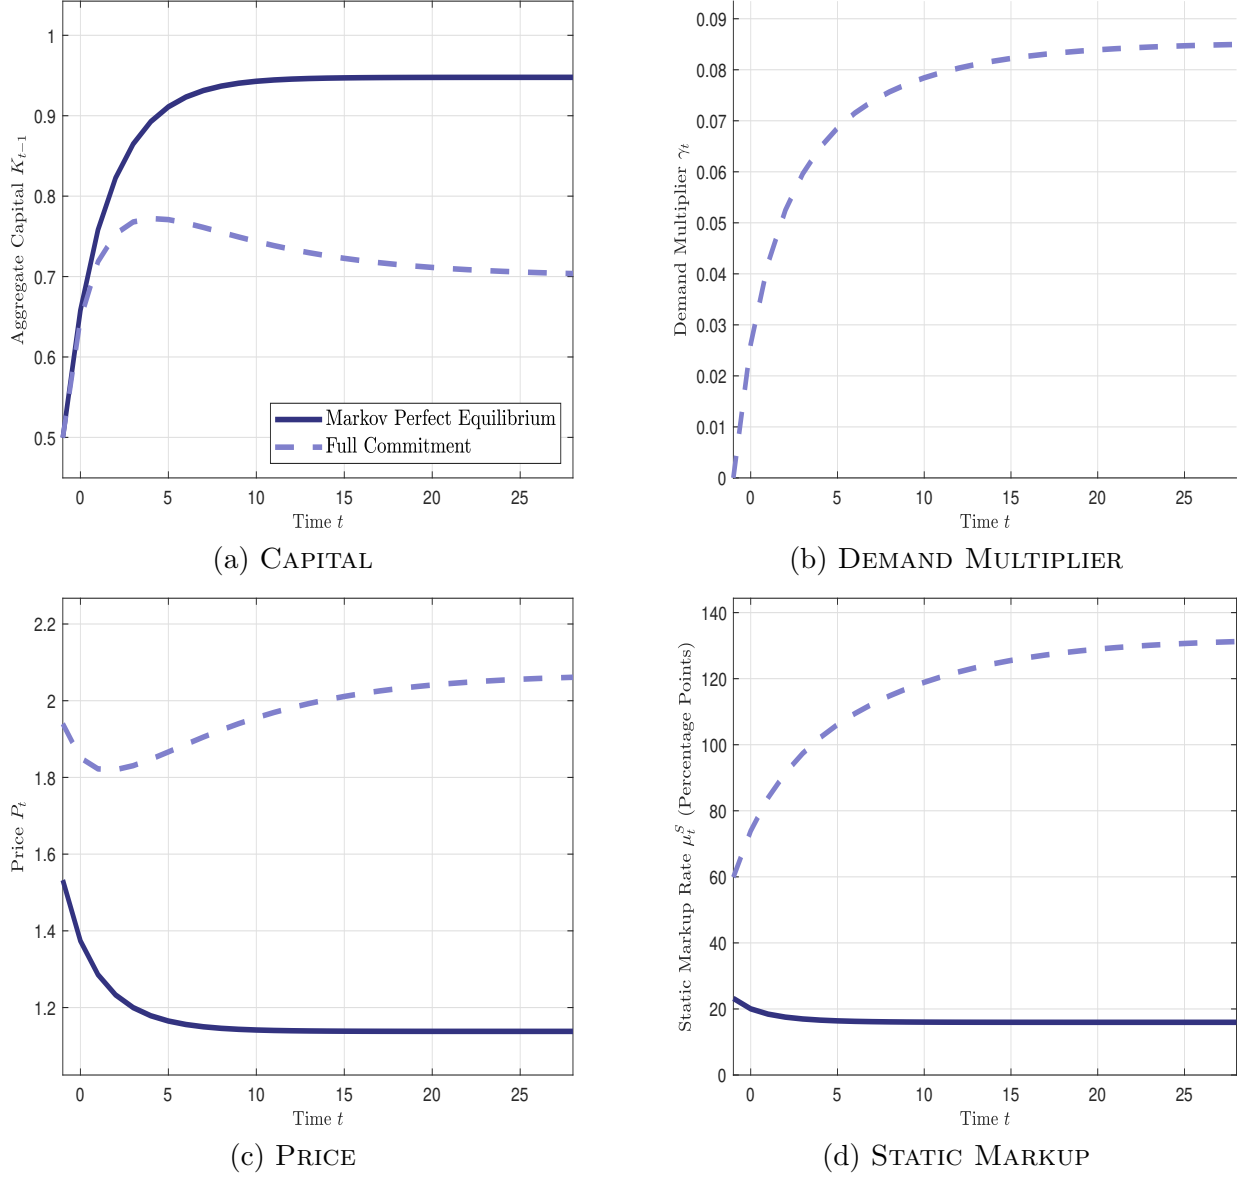 1
0.9
0.8
0.7
0.6
0.5
0 5 10 15 20 25
Aggregate Capital K_{t−1}
Time t
Markov Perfect Equilibrium
Full Commitment
(a) CAPITAL
0.09
0.08
0.07
0.06
0.05
0.04
0.03
0.02
0.01
0
0 5 10 15 20 25
Demand Multiplier γ_t
Time t
(b) DEMAND MULTIPLIER
2.2
2
1.8
1.6
1.4
1.2
0 5 10 15 20 25
Price P_t
Time t
(c) PRICE
140
120
100
80
60
40
20
0
0 5 10 15 20 25
Static Markup Rate μ_t^S (Percentage Points)
Time t
(d) STATIC MARKUP